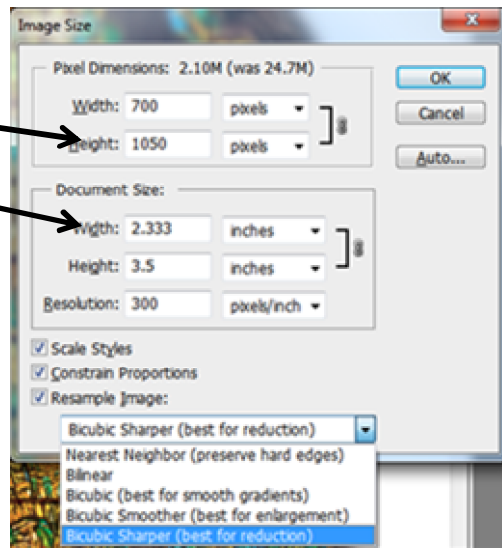 Image Size
Pixel Dimensions: 2.10M (was 24.7M)
OK
Width: 700 pixels
Cancel
Height: 1050 pixels
Auto...
Document Size:
Width: 2.333 inches
Height: 3.5 inches
Resolution: 300 pixels/inch
Scale Styles
Constrain Proportions
Resample Image:
Bicubic Sharper (best for reduction)
Nearest Neighbor (preserve hard edges)
Bilinear
Bicubic (best for smooth gradients)
Bicubic Smoother (best for enlargement)
Bicubic Sharper (best for reduction)